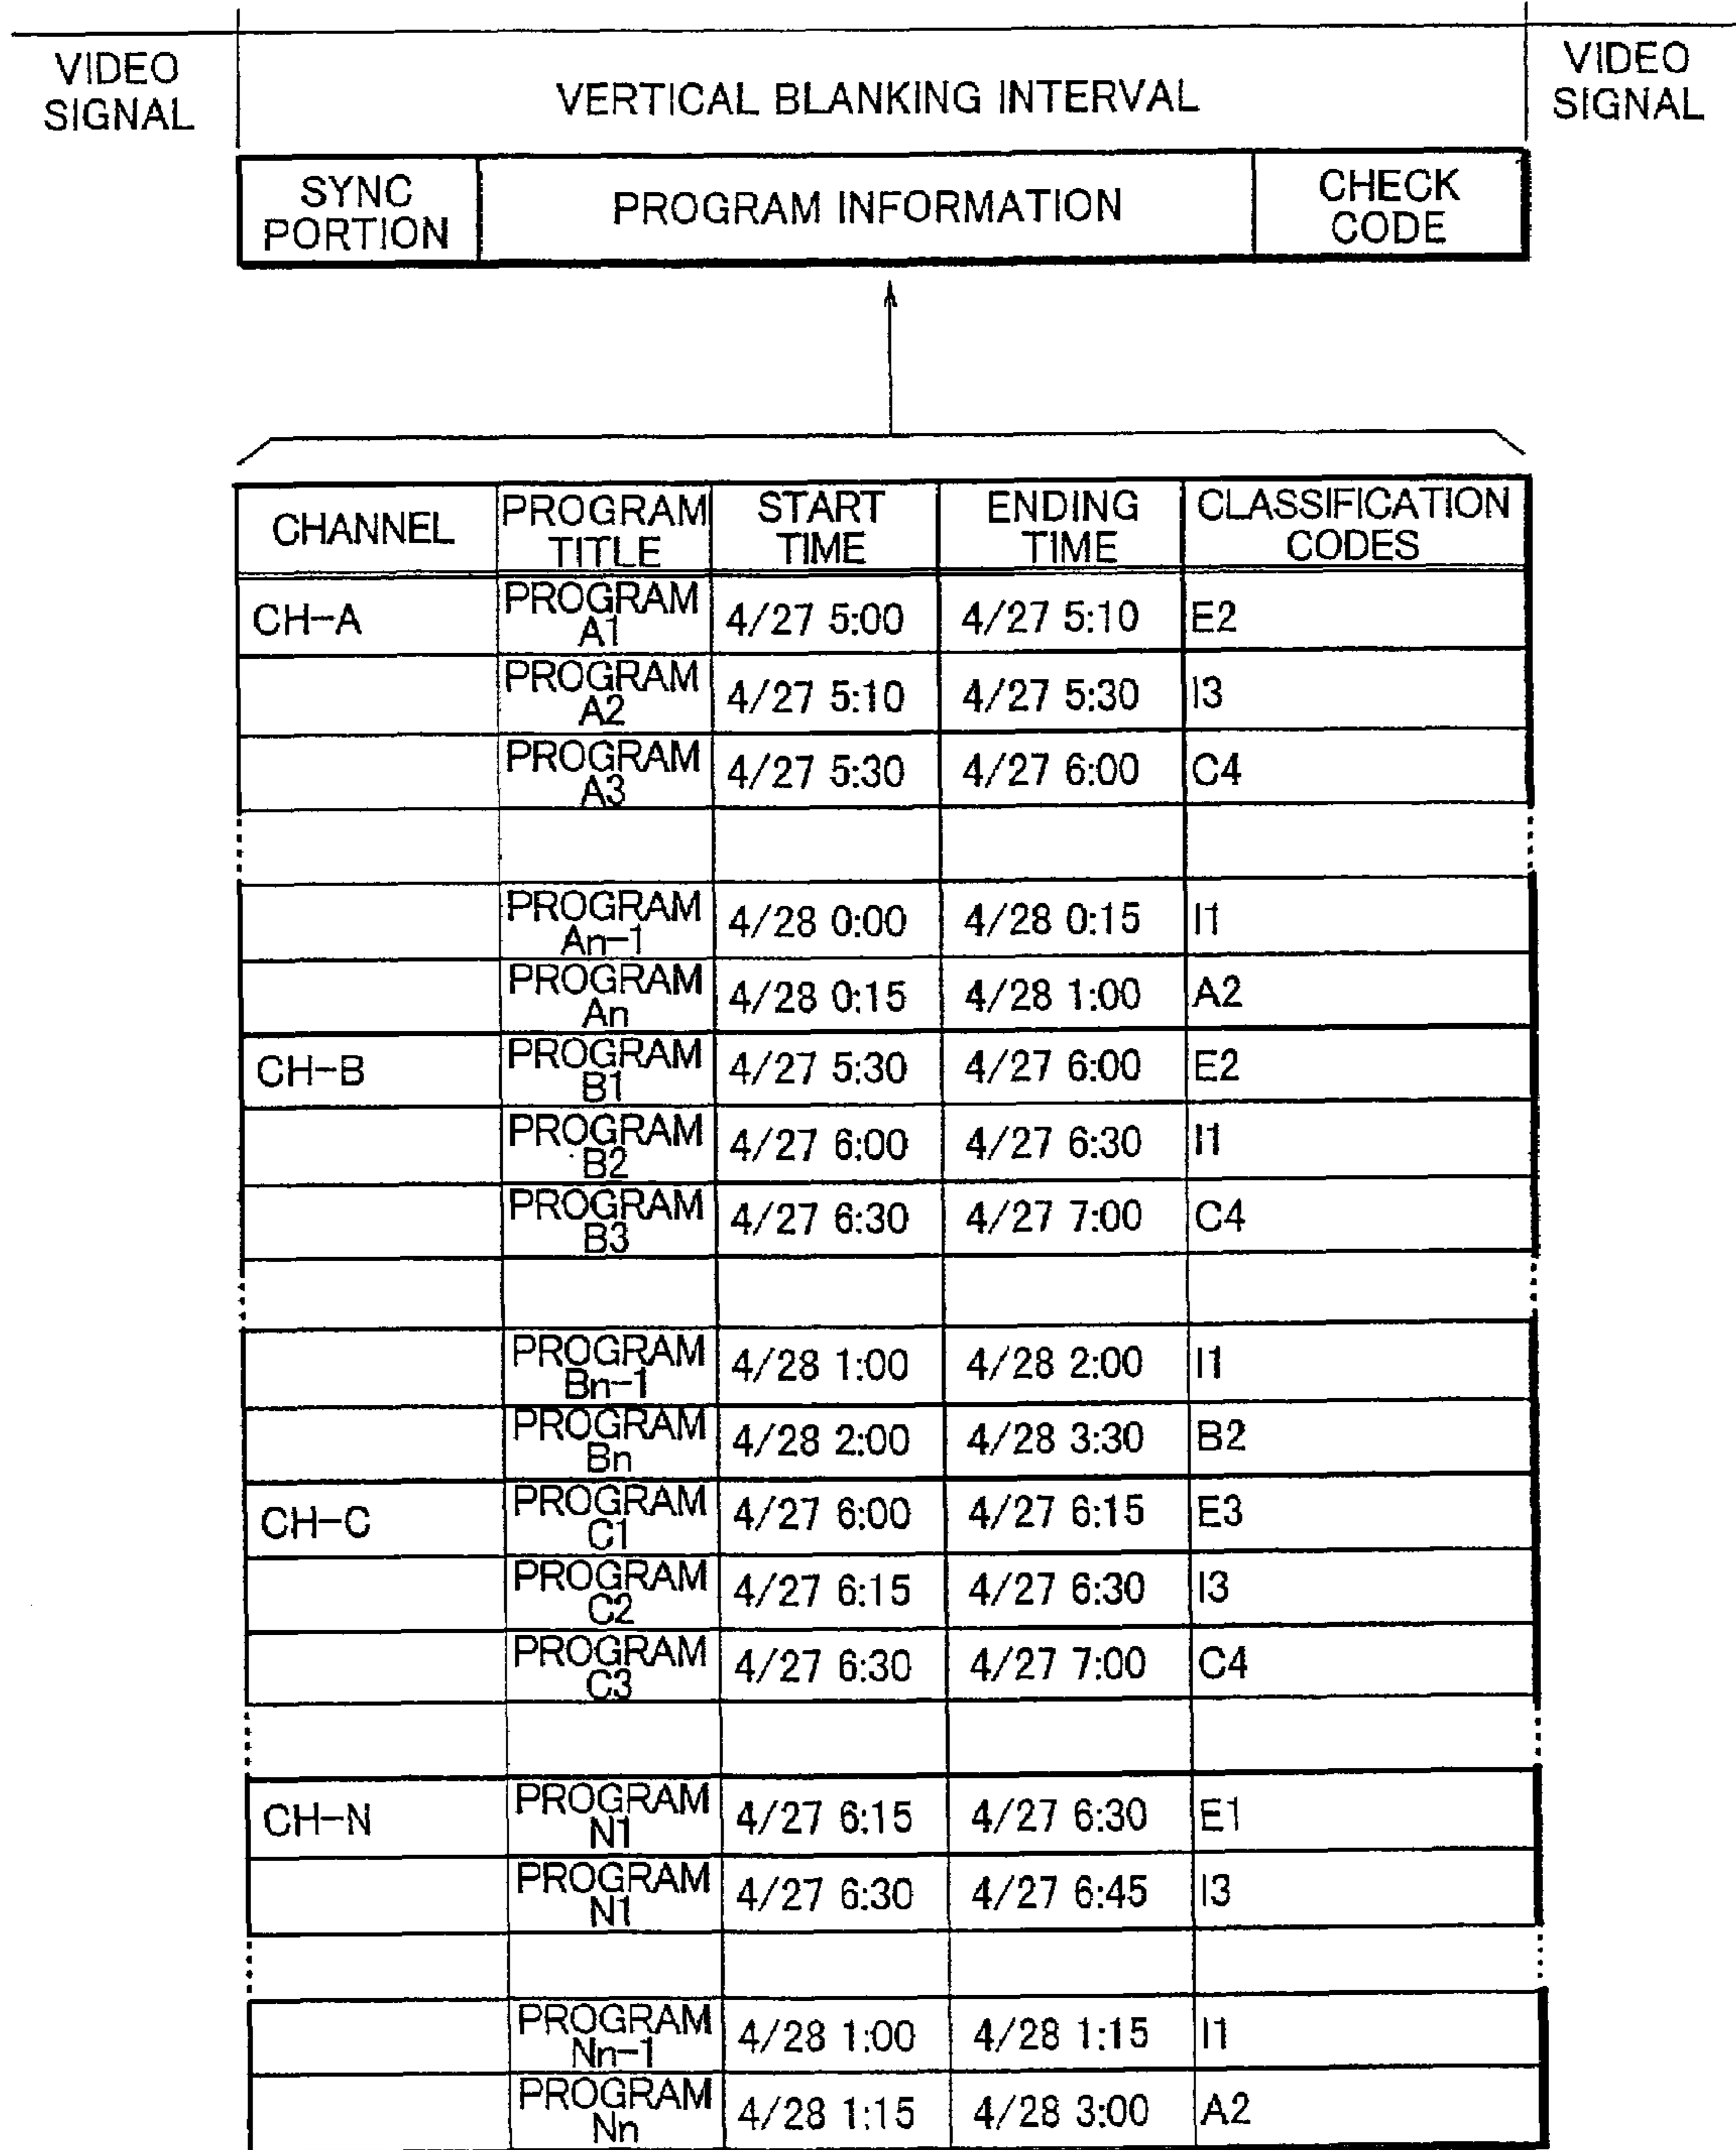 VIDEO SIGNAL
VERTICAL BLANKING INTERVAL
VIDEO SIGNAL
SYNC PORTION
PROGRAM INFORMATION
CHECK CODE
CHANNEL PROGRAM TITLE START TIME ENDING TIME CLASSIFICATION CODES
CH-A PROGRAM A1 4/27 5:00 4/27 5:10 E2
PROGRAM A2 4/27 5:10 4/27 5:30 I3
PROGRAM A3 4/27 5:30 4/27 6:00 C4
PROGRAM An-1 4/28 0:00 4/28 0:15 I1
PROGRAM An 4/28 0:15 4/28 1:00 A2
CH-B PROGRAM B1 4/27 5:30 4/27 6:00 E2
PROGRAM B2 4/27 6:00 4/27 6:30 I1
PROGRAM B3 4/27 6:30 4/27 7:00 C4
PROGRAM Bn-1 4/28 1:00 4/28 2:00 I1
PROGRAM Bn 4/28 2:00 4/28 3:30 B2
CH-C PROGRAM C1 4/27 6:00 4/27 6:15 E3
PROGRAM C2 4/27 6:15 4/27 6:30 I3
PROGRAM C3 4/27 6:30 4/27 7:00 C4
CH-N PROGRAM N1 4/27 6:15 4/27 6:30 E1
PROGRAM N1 4/27 6:30 4/27 6:45 I3
PROGRAM Nn-1 4/28 1:00 4/28 1:15 I1
PROGRAM Nn 4/28 1:15 4/28 3:00 A2